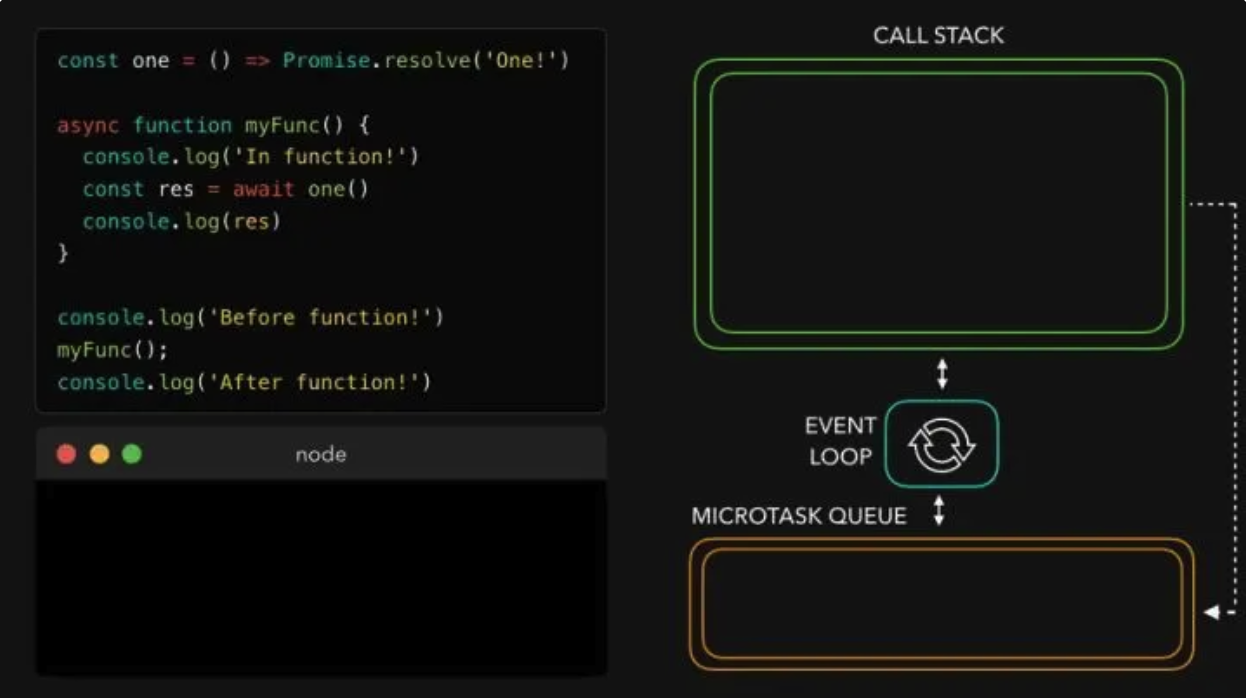 const one = () => Promise.resolve('One!')
async function myFunc() {
console.log('In function!')
const res = await one()
console.log(res)
}
console.log('Before function!')
myFunc();
console.log('After function!')
node
CALL STACK
EVENT
LOOP
MICROTASK QUEUE